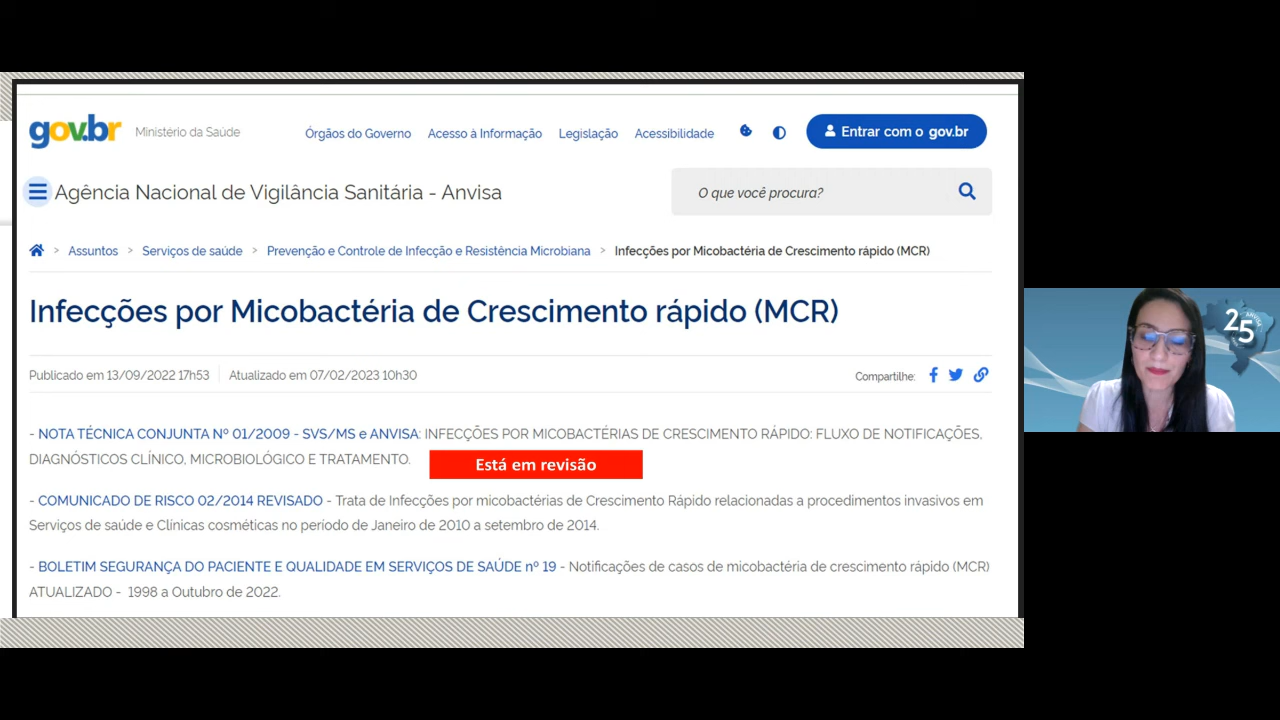 gov.br Ministério da Saúde Órgãos do Governo Acesso à Informação Legislação Acessibilidade Entrar com o gov.br
Agência Nacional de Vigilância Sanitária - Anvisa O que você procura?
> Assuntos > Serviços de saúde > Prevenção e Controle de Infecção e Resistência Microbiana > Infecções por Micobactéria de Crescimento rápido (MCR)
Infecções por Micobactéria de Crescimento rápido (MCR)
Publicado em 13/09/2022 17h53 Atualizado em 07/02/2023 10h30 Compartilhe:
- NOTA TÉCNICA CONJUNTA Nº 01/2009 - SVS/MS e ANVISA: INFECÇÕES POR MICOBACTÉRIAS DE CRESCIMENTO RÁPIDO: FLUXO DE NOTIFICAÇÕES,
DIAGNÓSTICOS CLÍNICO, MICROBIOLÓGICO E TRATAMENTO. Está em revisão
- COMUNICADO DE RISCO 02/2014 REVISADO - Trata de Infecções por micobactérias de Crescimento Rápido relacionadas a procedimentos invasivos em
Serviços de saúde e Clínicas cosméticas no período de Janeiro de 2010 a setembro de 2014.
- BOLETIM SEGURANÇA DO PACIENTE E QUALIDADE EM SERVIÇOS DE SAÚDE nº 19 - Notificações de casos de micobactéria de crescimento rápido (MCR)
ATUALIZADO - 1998 a Outubro de 2022.
25
ANVISA